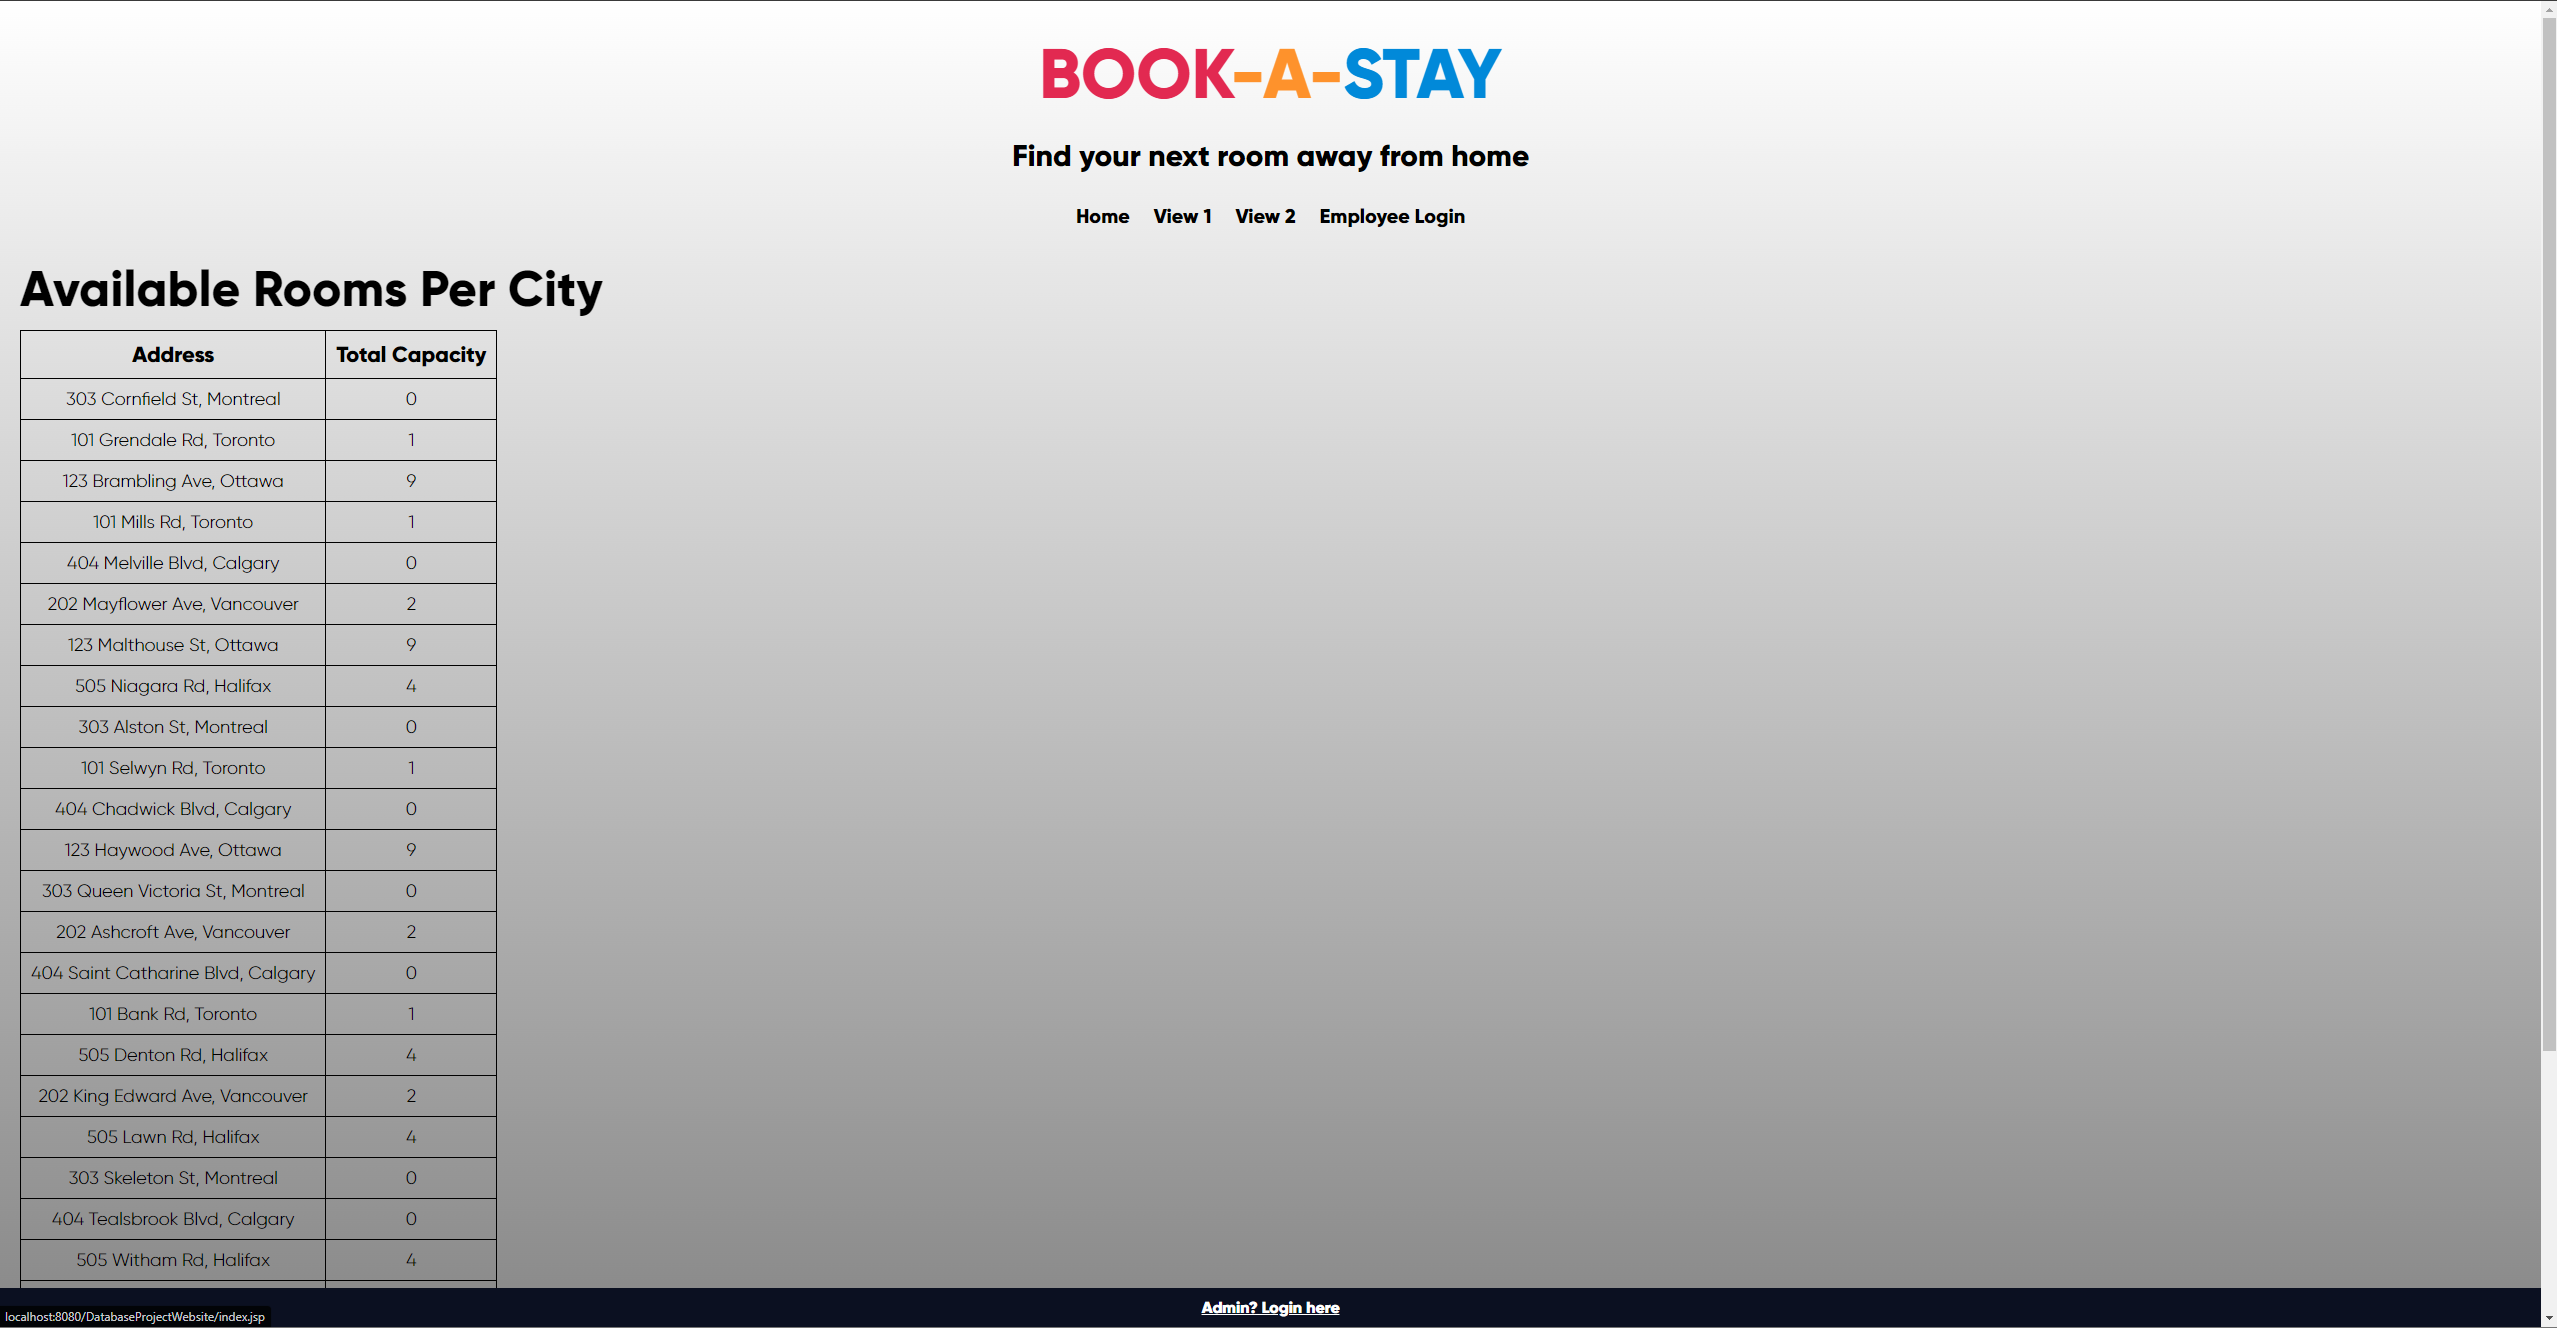 BOOK-A-STAY
Find your next room away from home
Home View 1 View 2 Employee Login
Available Rooms Per City
Address Total Capacity
303 Cornfield St, Montreal 0
101 Grendale Rd, Toronto 1
123 Brambling Ave, Ottawa 9
101 Mills Rd, Toronto 1
404 Melville Blvd, Calgary 0
202 Mayflower Ave, Vancouver 2
123 Malthouse St, Ottawa 9
505 Niagara Rd, Halifax 4
303 Alston St, Montreal 0
101 Selwyn Rd, Toronto 1
404 Chadwick Blvd, Calgary 0
123 Haywood Ave, Ottawa 9
303 Queen Victoria St, Montreal 0
202 Ashcroft Ave, Vancouver 2
404 Saint Catharine Blvd, Calgary 0
101 Bank Rd, Toronto 1
505 Denton Rd, Halifax 4
202 King Edward Ave, Vancouver 2
505 Lawn Rd, Halifax 4
303 Skeleton St, Montreal 0
404 Tealsbrook Blvd, Calgary 0
505 Witham Rd, Halifax 4
Admin? Login here
localhost:8080/DatabaseProjectWebsite/index.jsp